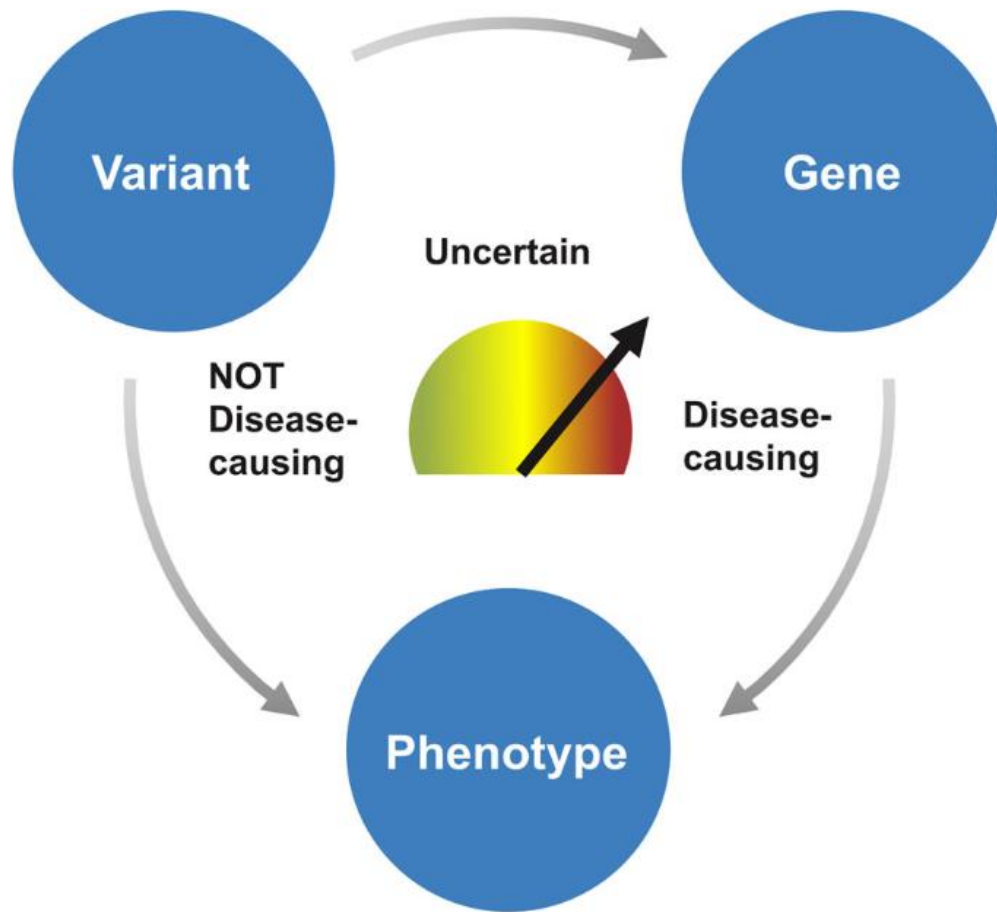 Variant
Gene
Uncertain
NOT
Disease-
causing
Disease-
causing
Phenotype